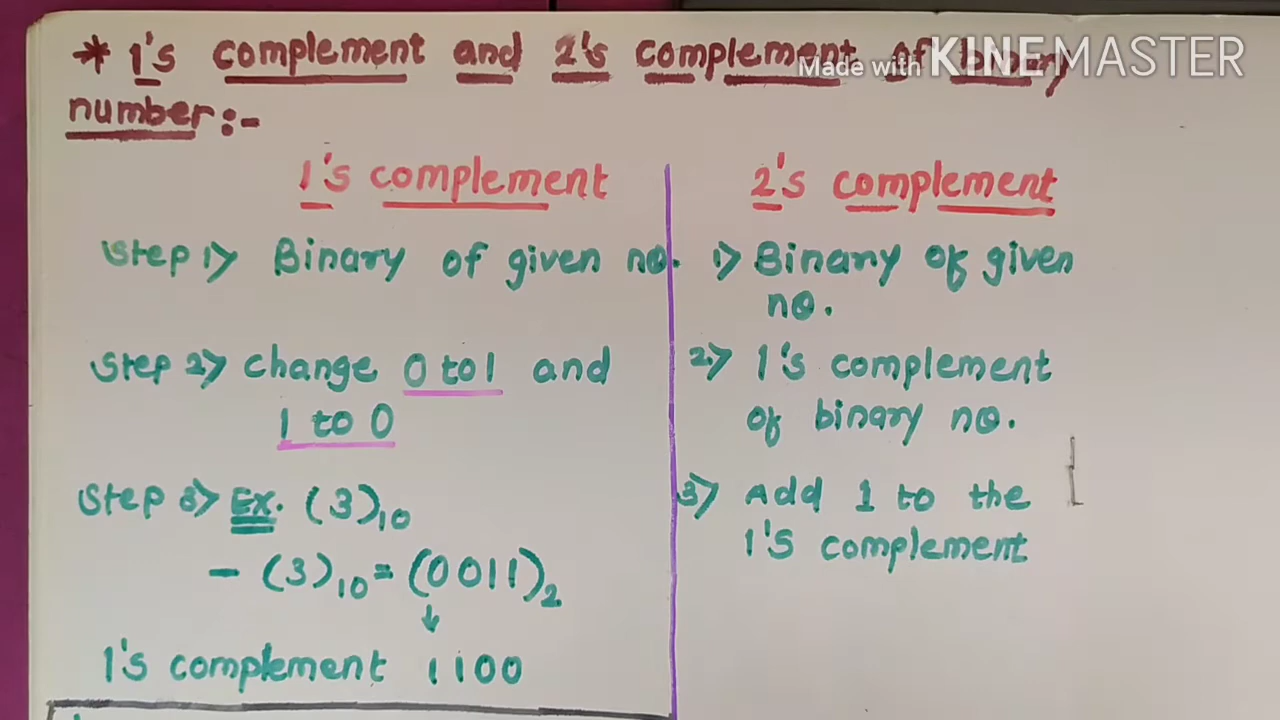 * 1's complement and 2's complement of binary
Made with KINEMASTER
number:-
1's complement
Step 1> Binary of given no.
Step 2> change 0 to 1 and
1 to 0
Step 3> Ex. (3)10
- (3)10 = (0011)2
↓
1's complement 1100
2's complement
1> Binary of given
no.
2> 1's complement
of binary no.
3> Add 1 to the
1's complement